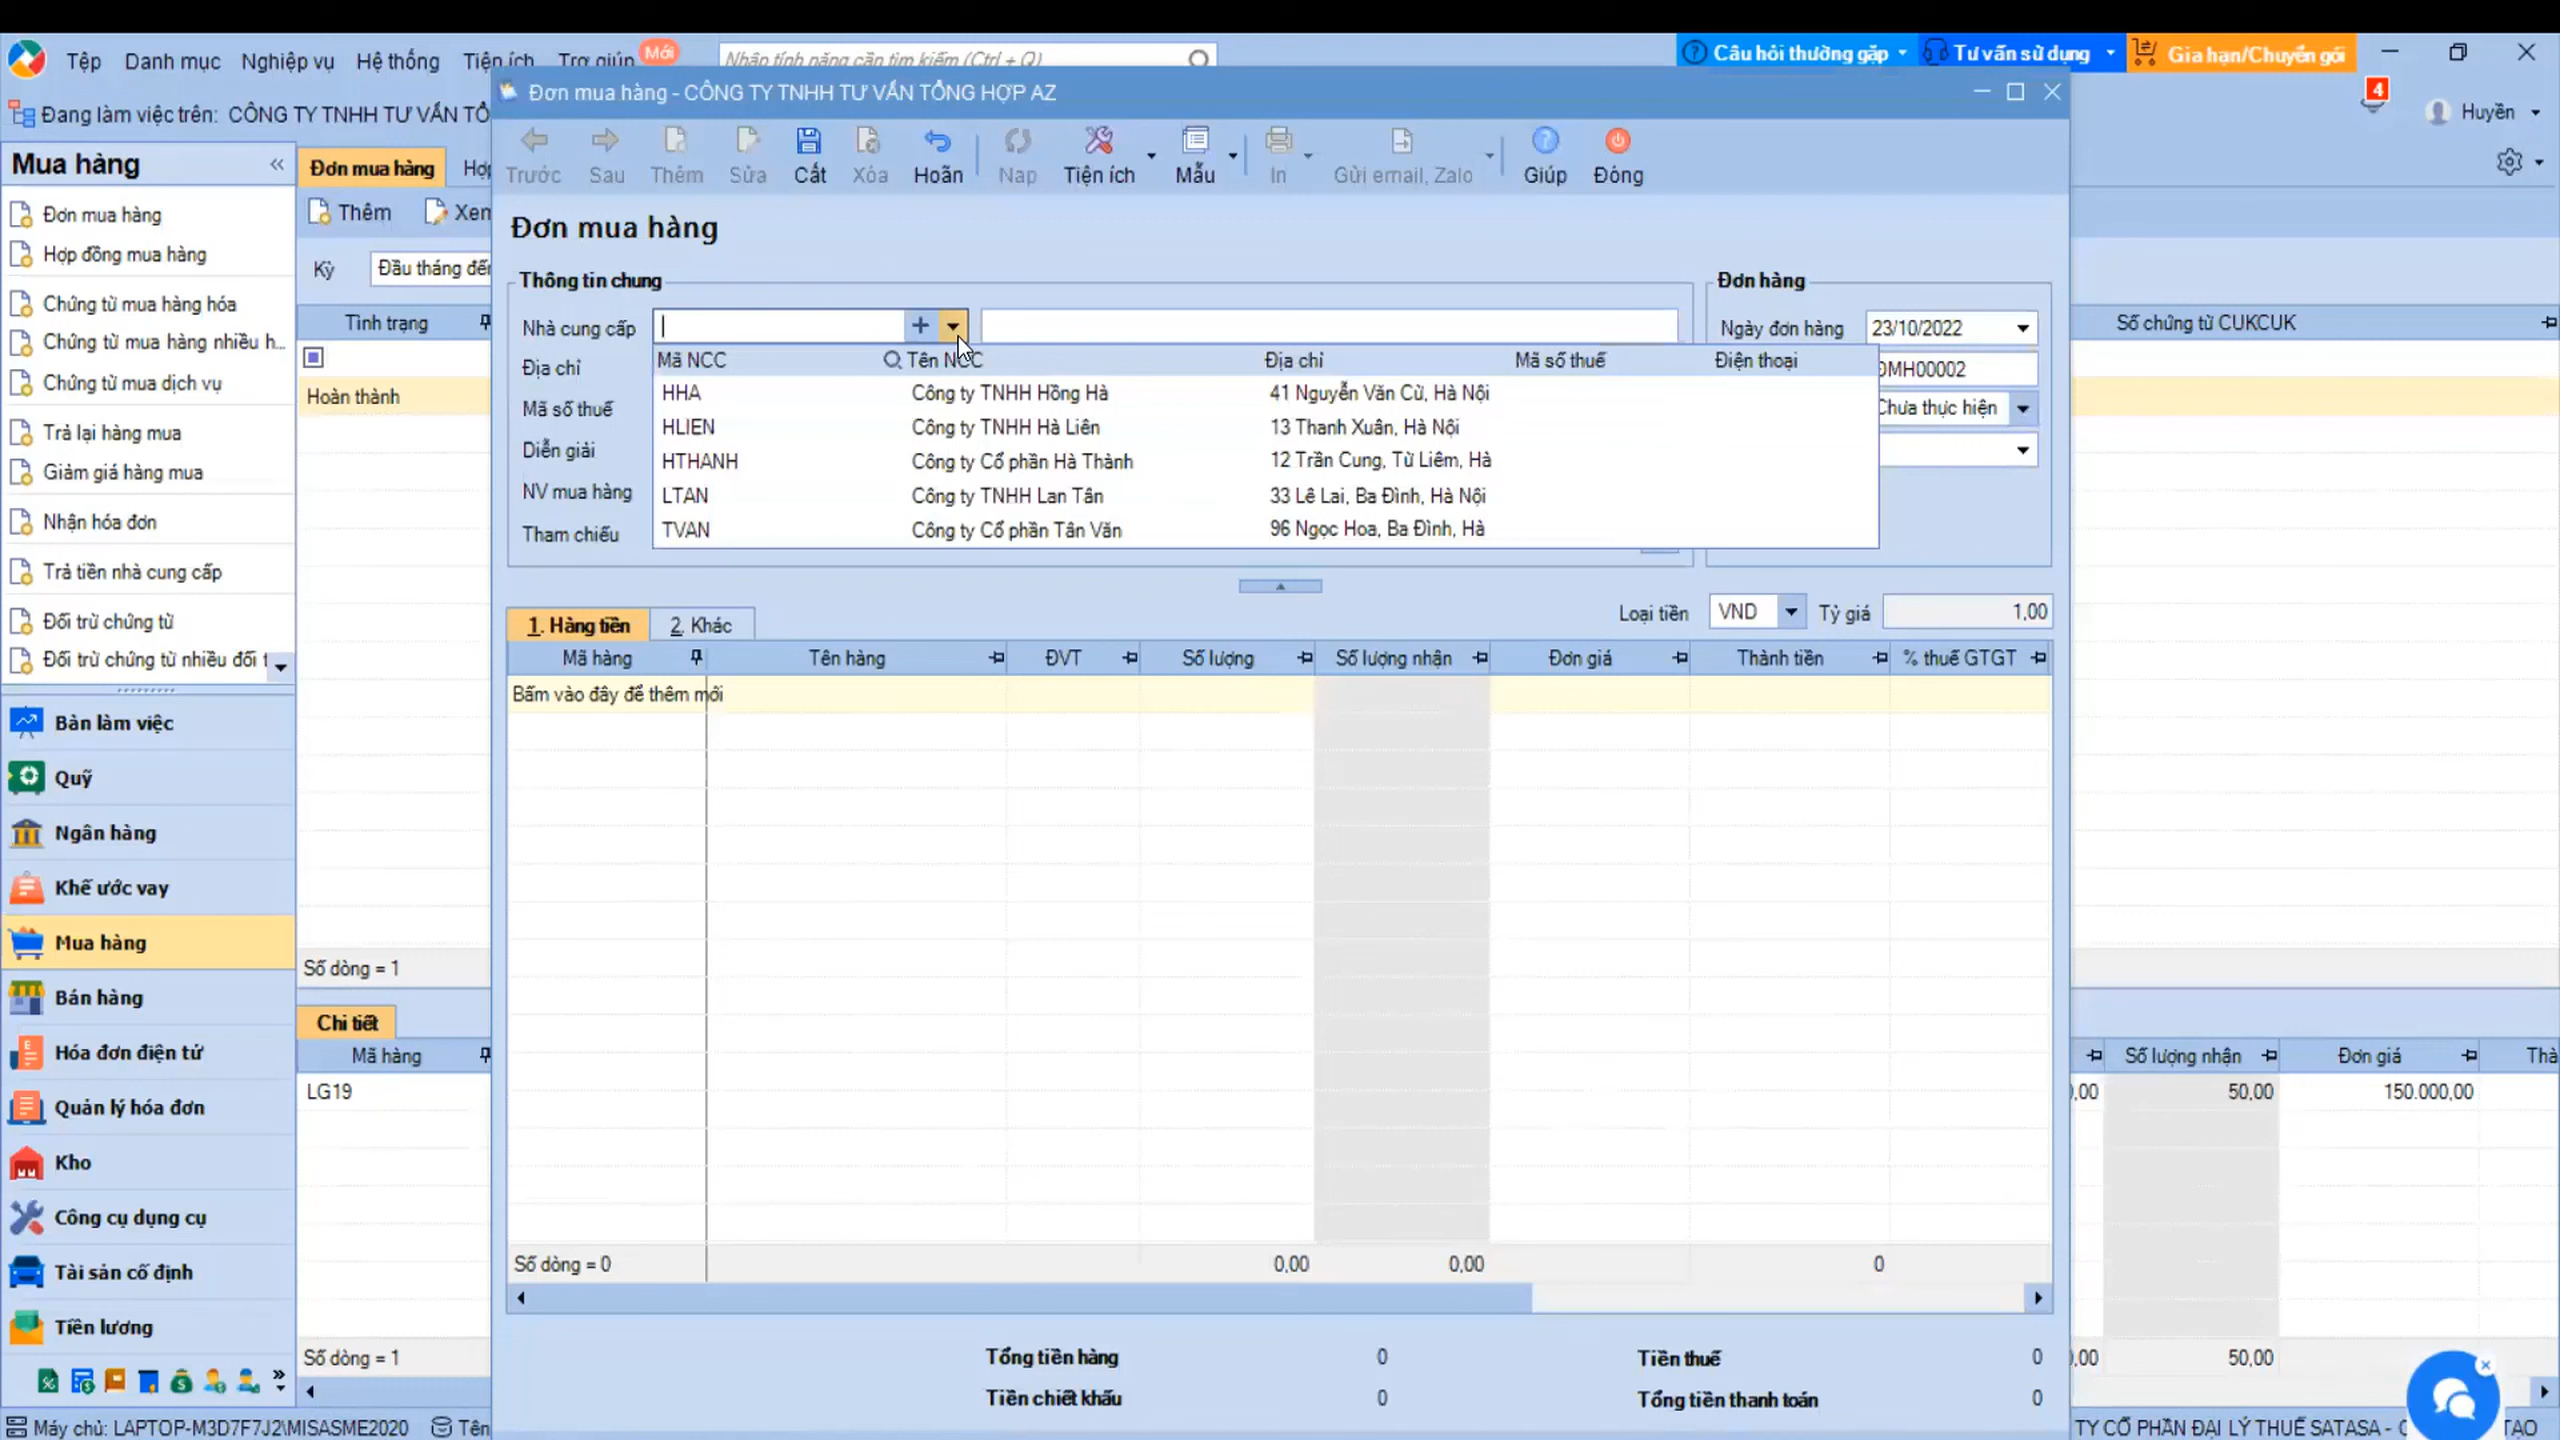 Tệp Danh mục Nghiệp vụ Hệ thống Tiện ích Trợ giúp Mới
Nhập tính năng cần tìm kiếm (Ctrl + Q)
Câu hỏi thường gặp Tư vấn sử dụng Gia hạn/Chuyển gói
Đang làm việc trên: CÔNG TY TNHH TƯ VẤN TỔ
4 Huyền
Mua hàng «
Đơn mua hàng
Hợp đồng mua hàng
Chứng từ mua hàng hóa
Chứng từ mua hàng nhiều h...
Chứng từ mua dịch vụ
Trả lại hàng mua
Giảm giá hàng mua
Nhận hóa đơn
Trả tiền nhà cung cấp
Đối trừ chứng từ
Đối trừ chứng từ nhiều đối t
Bàn làm việc
Quỹ
Ngân hàng
Khế ước vay
Mua hàng
Bán hàng
Hóa đơn điện tử
Quản lý hóa đơn
Kho
Công cụ dụng cụ
Tài sản cố định
Tiền lương
Đơn mua hàng Hợp
Thêm Xem
Kỳ Đầu tháng đến
Tình trạng
Hoàn thành
Số dòng = 1
Chi tiết
Mã hàng
LG19
Số dòng = 1
Đơn mua hàng - CÔNG TY TNHH TƯ VẤN TỔNG HỢP AZ
Trước Sau Thêm Sửa Cất Xóa Hoãn Nạp Tiện ích Mẫu In Gửi email, Zalo Giúp Đóng
Đơn mua hàng
Thông tin chung
Nhà cung cấp
Địa chỉ
Mã số thuế
Diễn giải
NV mua hàng
Tham chiếu
Mã NCC Tên NCC Địa chỉ Mã số thuế Điện thoại
HHA Công ty TNHH Hồng Hà 41 Nguyễn Văn Cừ, Hà Nội
HLIEN Công ty TNHH Hà Liên 13 Thanh Xuân, Hà Nội
HTHANH Công ty Cổ phần Hà Thành 12 Trần Cung, Từ Liêm, Hà
LTAN Công ty TNHH Lan Tân 33 Lê Lai, Ba Đình, Hà Nội
TVAN Công ty Cổ phần Tân Văn 96 Ngọc Hoa, Ba Đình, Hà
Đơn hàng
Ngày đơn hàng 23/10/2022
ĐMH00002
Chưa thực hiện
1. Hàng tiền 2. Khác
Loại tiền VND Tỷ giá 1,00
Mã hàng Tên hàng ĐVT Số lượng Số lượng nhận Đơn giá Thành tiền % thuế GTGT
Bấm vào đây để thêm mới
Số dòng = 0 0,00 0,00 0
Tổng tiền hàng 0 Tiền thuế 0
Tiền chiết khấu 0 Tổng tiền thanh toán 0
Số chứng từ CUKCUK
Số lượng nhận Đơn giá Thà
0,00 50,00 150.000,00
0,00 50,00
Máy chủ: LAPTOP-M3D7F7J2\MISASME2020 Tên
TY CỔ PHẦN ĐẠI LÝ THUẾ SATASA -